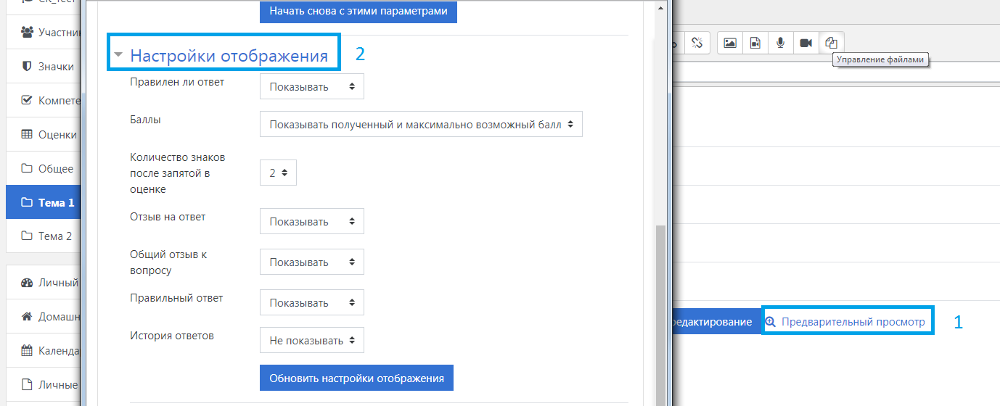 Участни
Значки
Компете
Оценки
Общее
Тема 1
Тема 2
Личный
Домашн
Календа
Личные
Начать снова с этими параметрами
Настройки отображения
2
Правилен ли ответ
Показывать
Баллы
Показывать полученный и максимально возможный балл
Количество знаков
после запятой в
оценке
2
Отзыв на ответ
Показывать
Общий отзыв к
вопросу
Показывать
Правильный ответ
Показывать
История ответов
Не показывать
Обновить настройки отображения
Управление файлами
редактирование
Предварительный просмотр
1